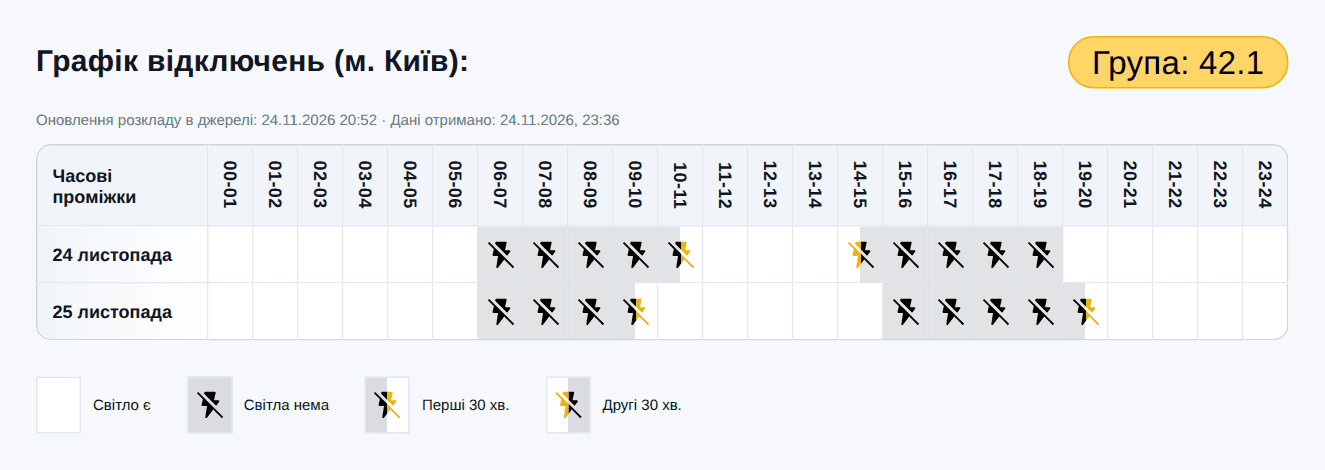 Графік відключень (м. Київ):
Група: 42.1
Оновлення розкладу в джерелі: 24.11.2026 20:52 · Дані отримано: 24.11.2026, 23:36
Часові
проміжки
00-01
01-02
02-03
03-04
04-05
05-06
06-07
07-08
08-09
09-10
10-11
11-12
12-13
13-14
14-15
15-16
16-17
17-18
18-19
19-20
20-21
21-22
22-23
23-24
24 листопада
25 листопада
Світло є
Світла нема
Перші 30 хв.
Другі 30 хв.